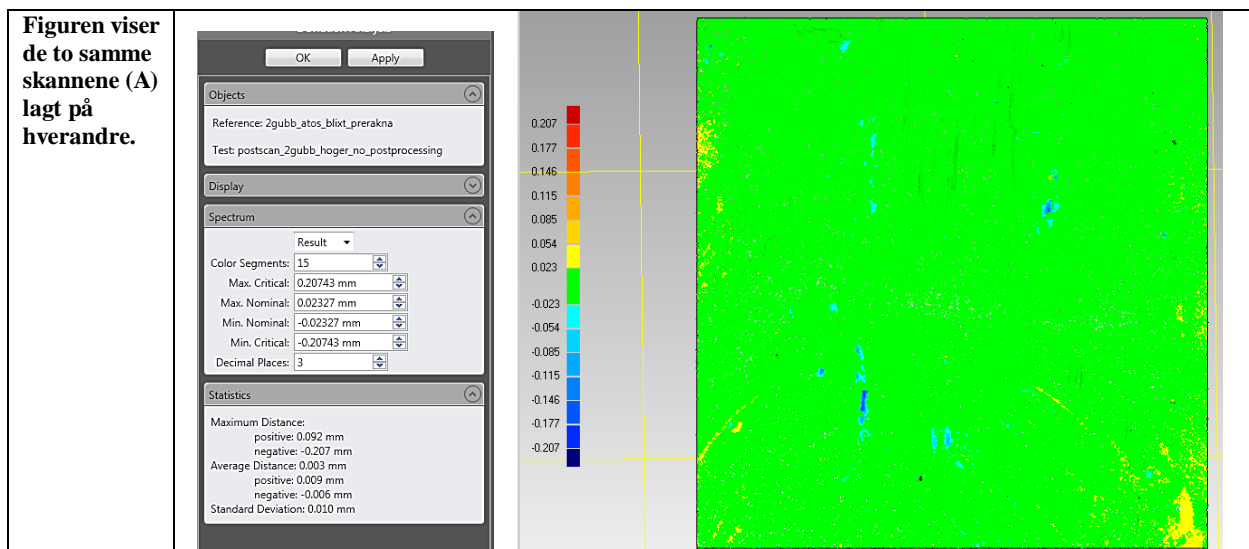 Figuren viser
de to samme
skannene (A)
lagt på
hverandre.
OK Apply
Objects
Reference: 2gubb_atos_blixt_prerakna
Test: postscan_2gubb_hoger_no_postprocessing
Display
Spectrum
Result
Color Segments: 15
Max. Critical: 0.20743 mm
Max. Nominal: 0.02327 mm
Min. Nominal: -0.02327 mm
Min. Critical: -0.20743 mm
Decimal Places: 3
Statistics
Maximum Distance:
positive: 0.092 mm
negative: -0.207 mm
Average Distance: 0.003 mm
positive: 0.009 mm
negative: -0.006 mm
Standard Deviation: 0.010 mm
0.207
0.177
0.146
0.115
0.085
0.054
0.023
-0.023
-0.054
-0.085
-0.115
-0.146
-0.177
-0.207